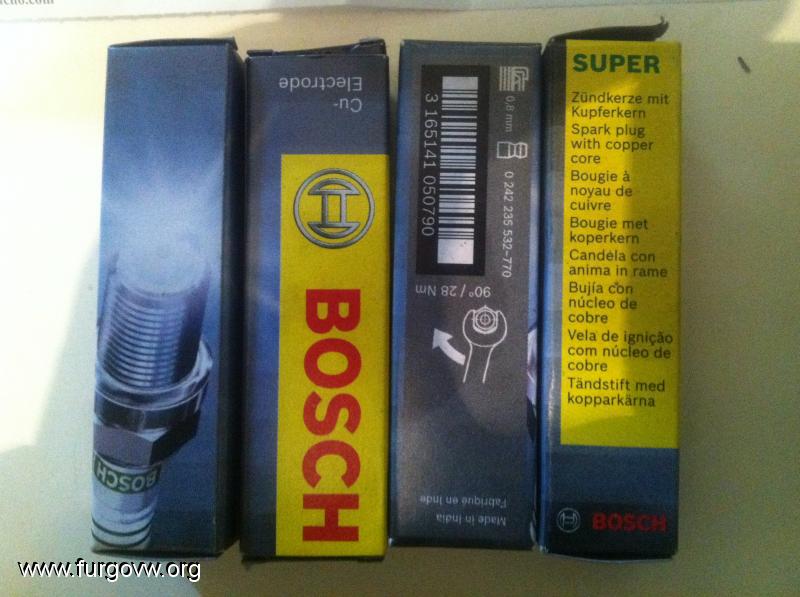 BOSCH
Cu-
Electrode
BOSCH
3 165141 050790
0,8 mm
0 242 235 532-770
90° / 28 Nm
Made in India
Fabriqué en Inde
SUPER
Zündkerze mit
Kupferkern
Spark plug
with copper
core
Bougie à
noyau de
cuivre
Bougie met
koperkern
Candela con
anima in rame
Bujía con
núcleo de
cobre
Vela de ignição
com núcleo de
cobre
Tändstift med
kopparkärna
BOSCH
www.furgovw.org